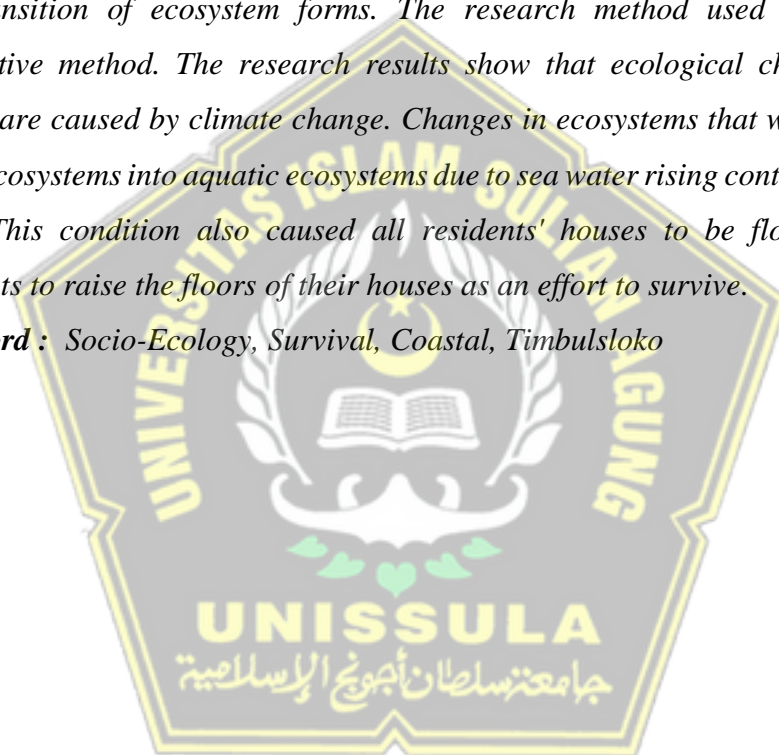 nsition of ecosystem forms. The research method used
tive method. The research results show that ecological ch
are caused by climate change. Changes in ecosystems that w
cosystems into aquatic ecosystems due to sea water rising cont
This condition also caused all residents' houses to be flo
ts to raise the floors of their houses as an effort to survive.
rd : Socio-Ecology, Survival, Coastal, Timbulsloko
UNIVERSITAS ISLAM SULTAN AGUNG
UNISSULA
جامعة سلطان أجونج الإسلامية